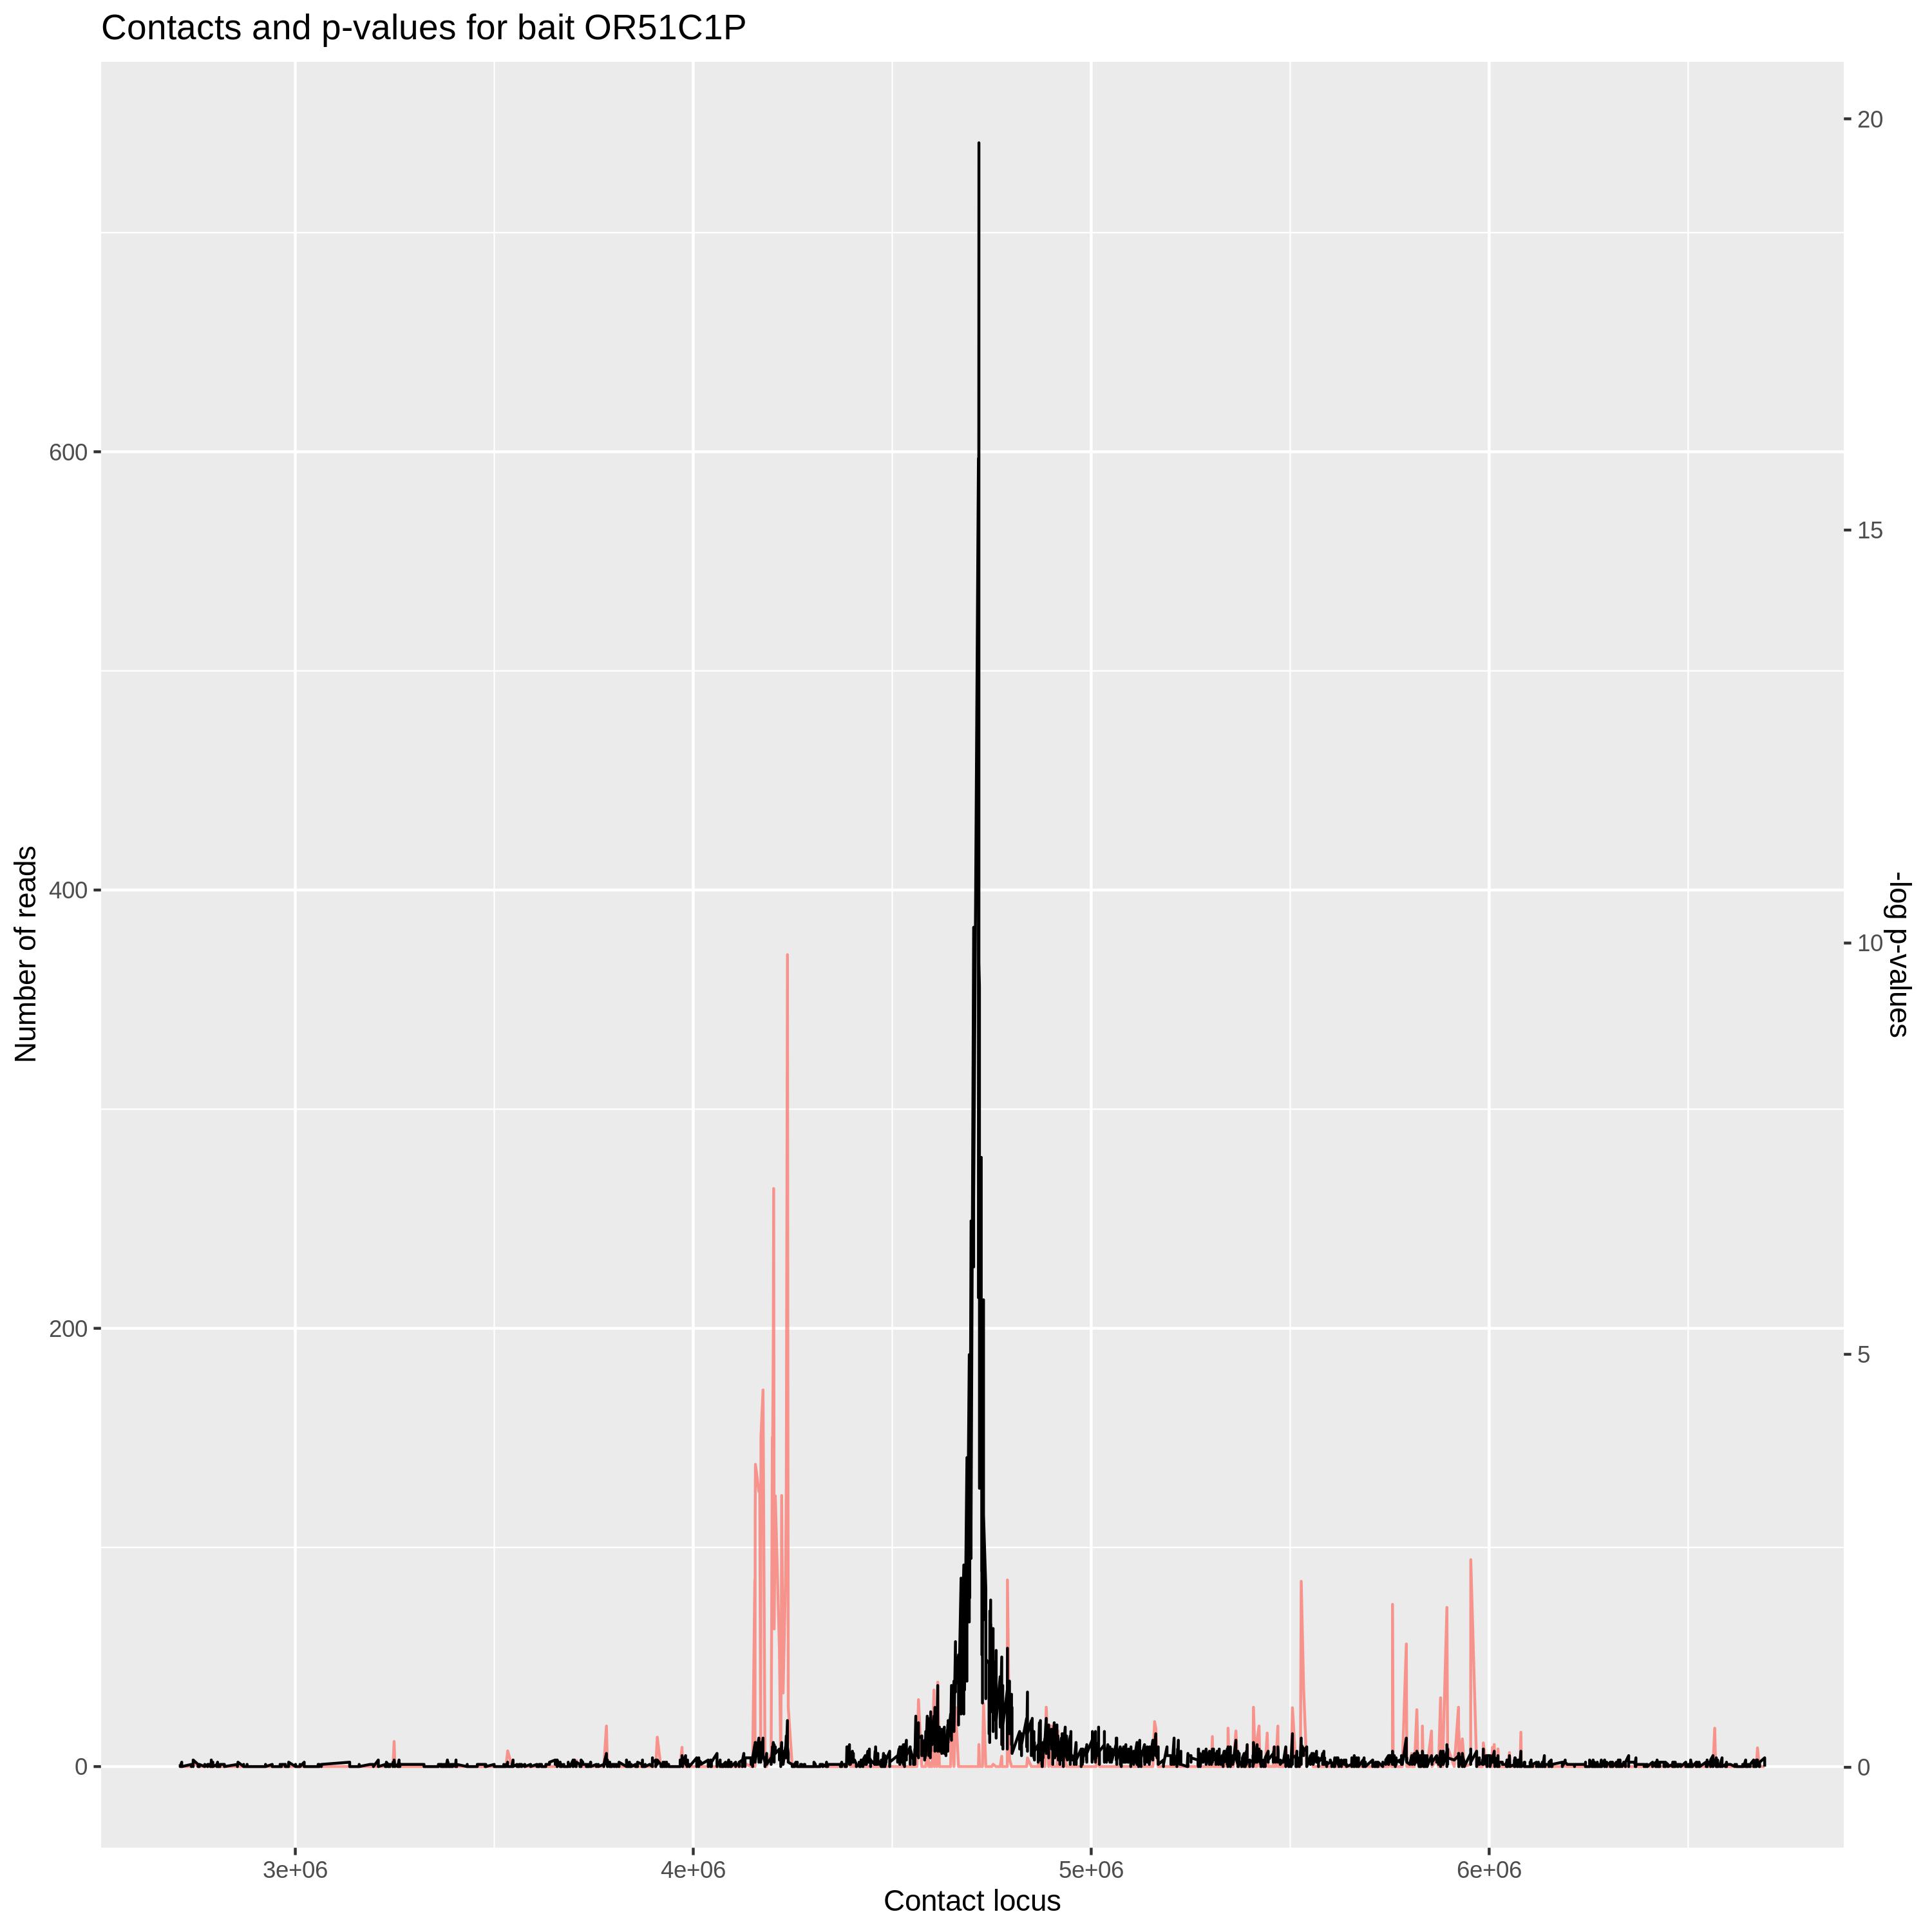 Contacts and p-values for bait OR51C1P
20
15
10
5
0
600
400
200
0
Number of reads
-log p-values
3e+06
4e+06
5e+06
6e+06
Contact locus